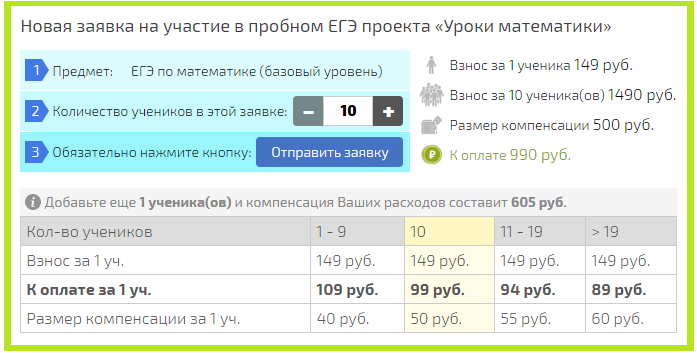 Новая заявка на участие в пробном ЕГЭ проекта «Уроки математики»
1 Предмет: ЕГЭ по математике (базовый уровень)
2 Количество учеников в этой заявке: – 10 +
3 Обязательно нажмите кнопку: Отправить заявку
Взнос за 1 ученика 149 руб.
Взнос за 10 ученика(ов) 1490 руб.
Размер компенсации 500 руб.
К оплате 990 руб.
Добавьте еще 1 ученика(ов) и компенсация Ваших расходов составит 605 руб.
Кол-во учеников 1 - 9 10 11 - 19 > 19
Взнос за 1 уч. 149 руб. 149 руб. 149 руб. 149 руб.
К оплате за 1 уч. 109 руб. 99 руб. 94 руб. 89 руб.
Размер компенсации за 1 уч. 40 руб. 50 руб. 55 руб. 60 руб.